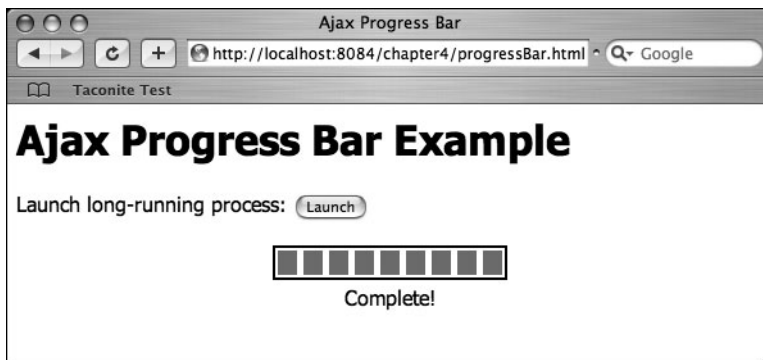 Ajax Progress Bar
http://localhost:8084/chapter4/progressBar.html
Google
Taconite Test
Ajax Progress Bar Example
Launch long-running process: Launch
Complete!